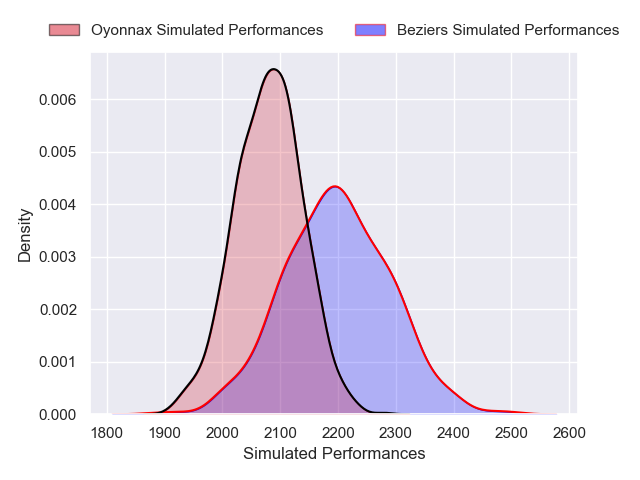 Oyonnax Simulated Performances
Beziers Simulated Performances
Density
0.006
0.005
0.004
0.003
0.002
0.001
0.000
1800 1900 2000 2100 2200 2300 2400 2500 2600
Simulated Performances